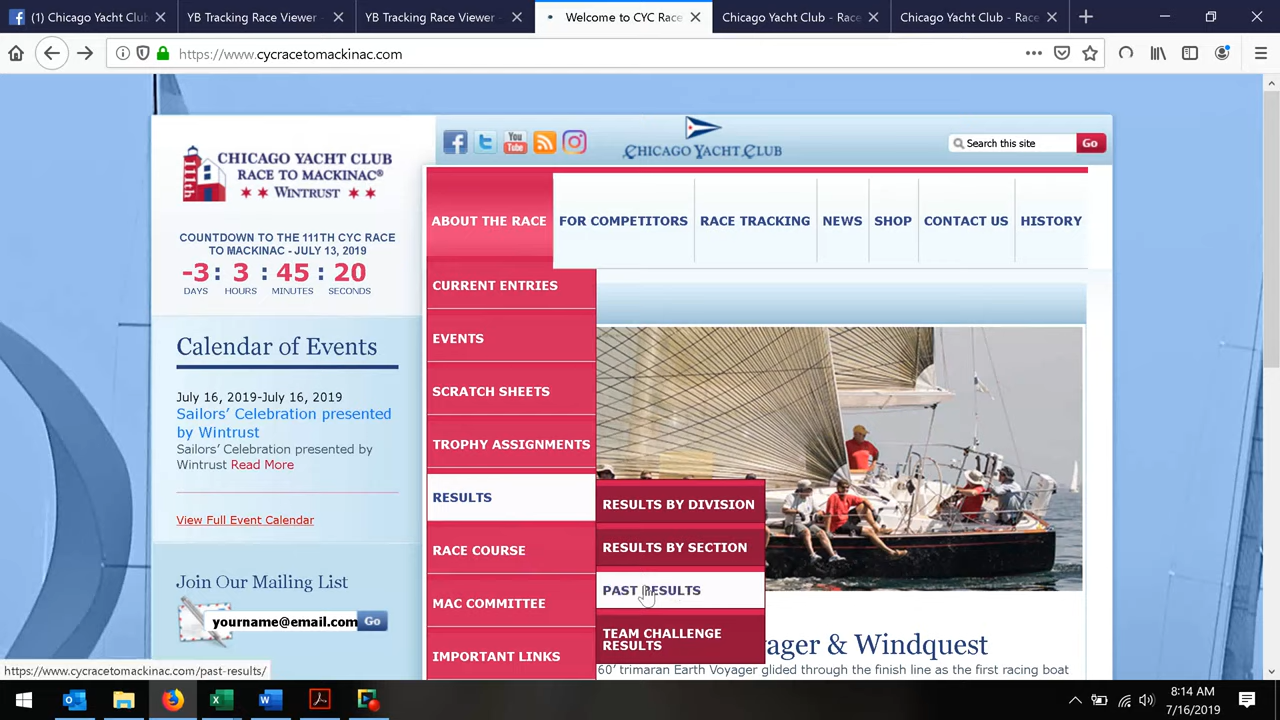 (1) Chicago Yacht Club
YB Tracking Race Viewer
YB Tracking Race Viewer
Welcome to CYC Race
Chicago Yacht Club - Race
Chicago Yacht Club - Race
https://www.cycracetomackinac.com
111th
CHICAGO YACHT CLUB
RACE TO MACKINAC®
WINTRUST
You
Tube
CHICAGO YACHT CLUB
Search this site
Go
ABOUT THE RACE
FOR COMPETITORS
RACE TRACKING
NEWS
SHOP
CONTACT US
HISTORY
COUNTDOWN TO THE 111TH CYC RACE
TO MACKINAC - JULY 13, 2019
-3 : 3 : 45 : 20
DAYS HOURS MINUTES SECONDS
Calendar of Events
July 16, 2019-July 16, 2019
Sailors' Celebration presented
by Wintrust
Sailors' Celebration presented by
Wintrust Read More
View Full Event Calendar
Join Our Mailing List
yourname@email.com
Go
CURRENT ENTRIES
EVENTS
SCRATCH SHEETS
TROPHY ASSIGNMENTS
RESULTS
RACE COURSE
MAC COMMITTEE
IMPORTANT LINKS
RESULTS BY DIVISION
RESULTS BY SECTION
PAST RESULTS
TEAM CHALLENGE
RESULTS
yager & Windquest
60' trimaran Earth Voyager glided through the finish line as the first racing boat
https://www.cycracetomackinac.com/past-results/
8:14 AM
7/16/2019